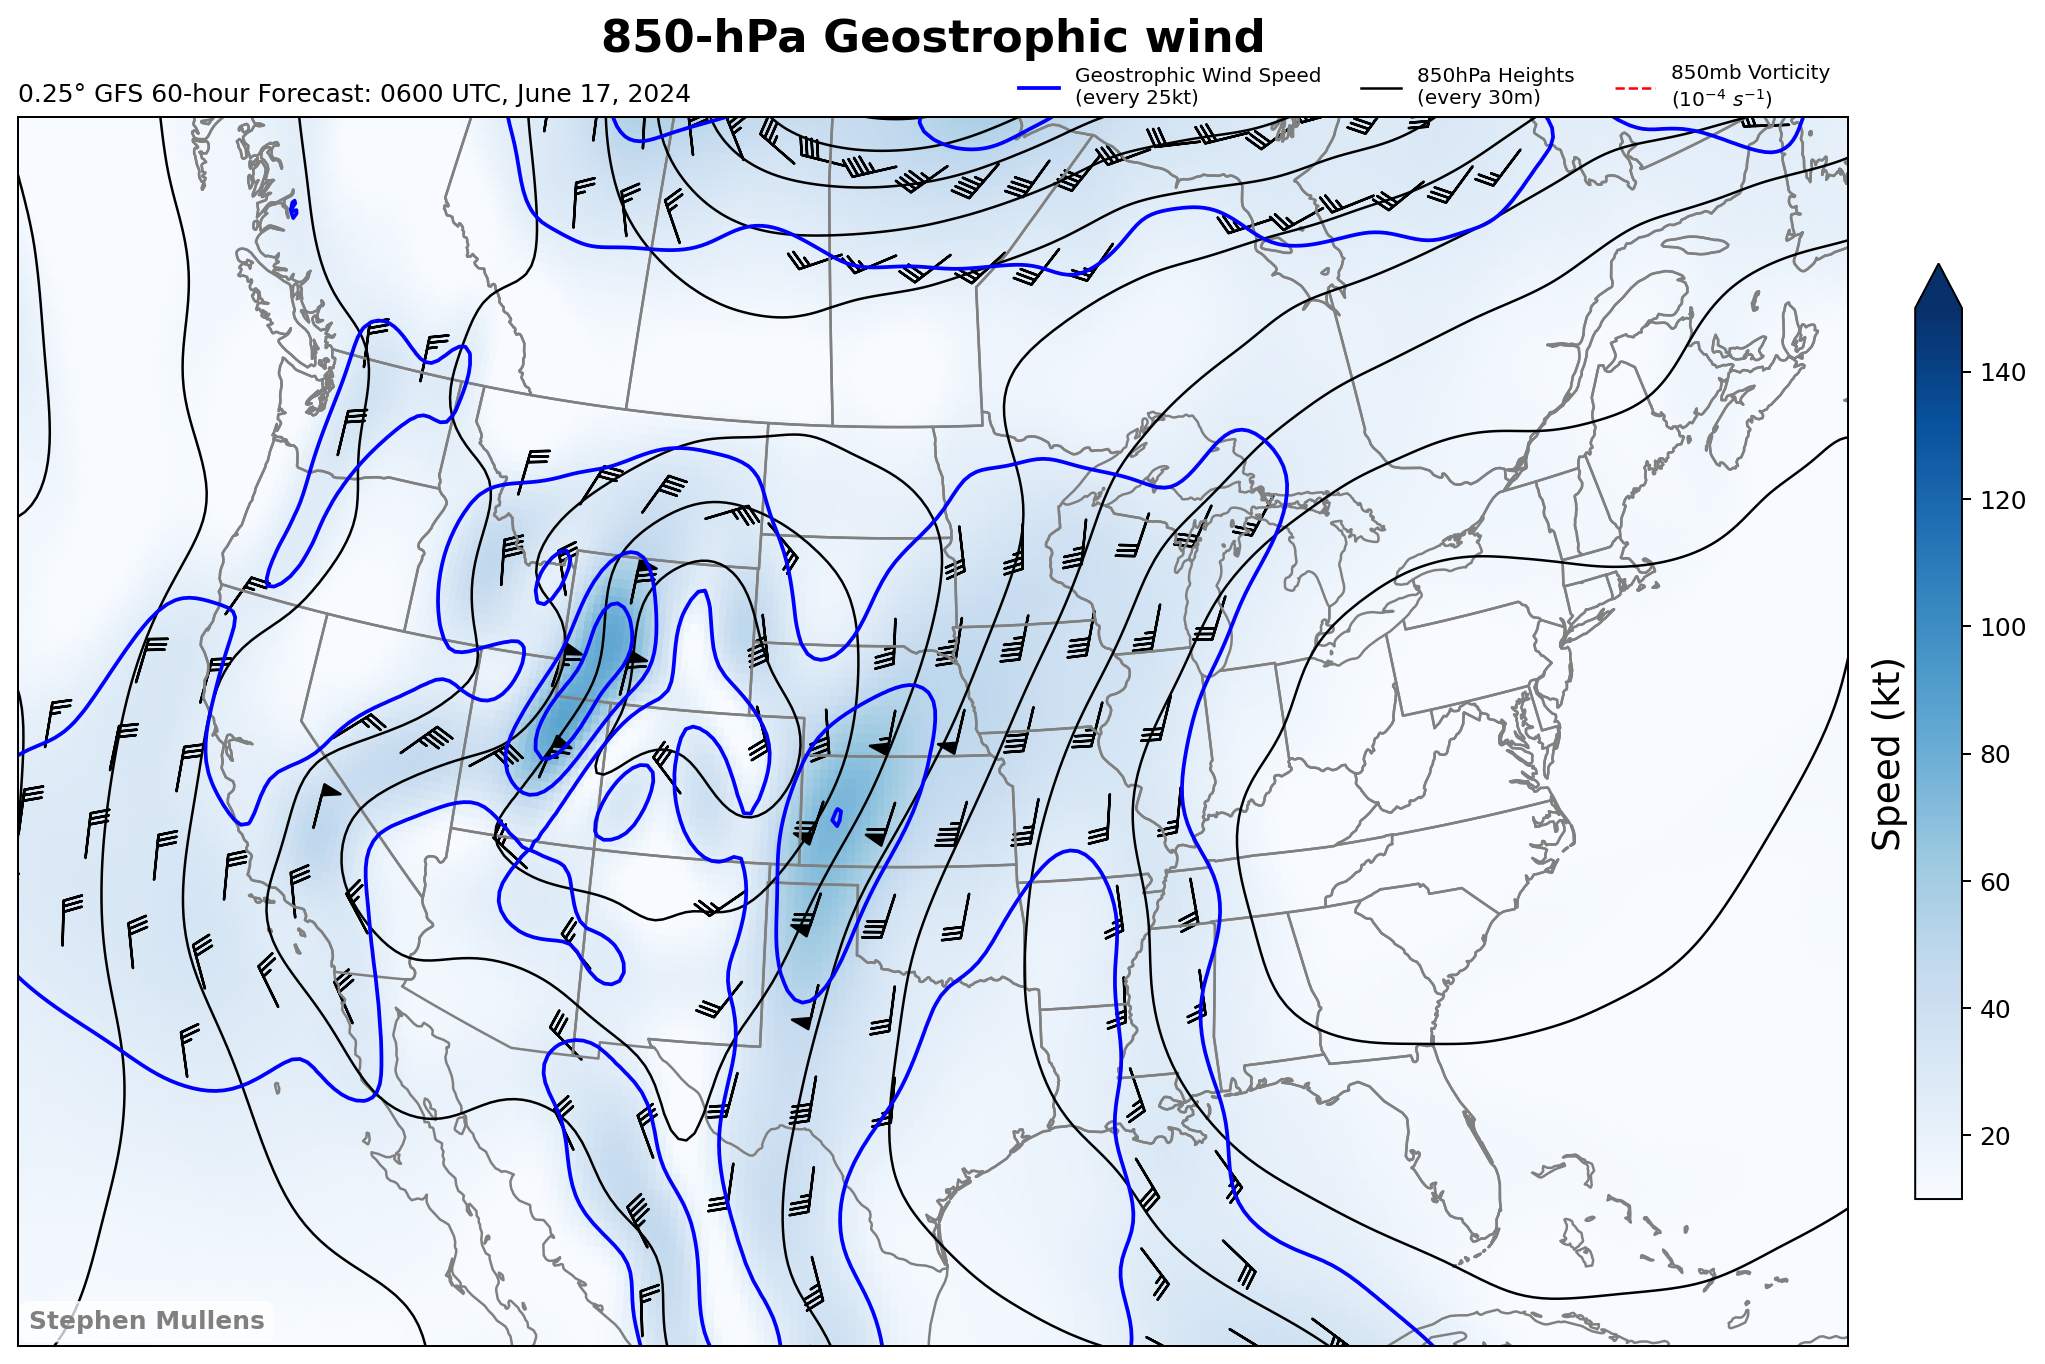 850-hPa Geostrophic wind
0.25° GFS 60-hour Forecast: 0600 UTC, June 17, 2024
Geostrophic Wind Speed
(every 25kt)
850hPa Heights
(every 30m)
850mb Vorticity
(10⁻⁴ s⁻¹)
140
120
100
80
60
40
20
Speed (kt)
Stephen Mullens